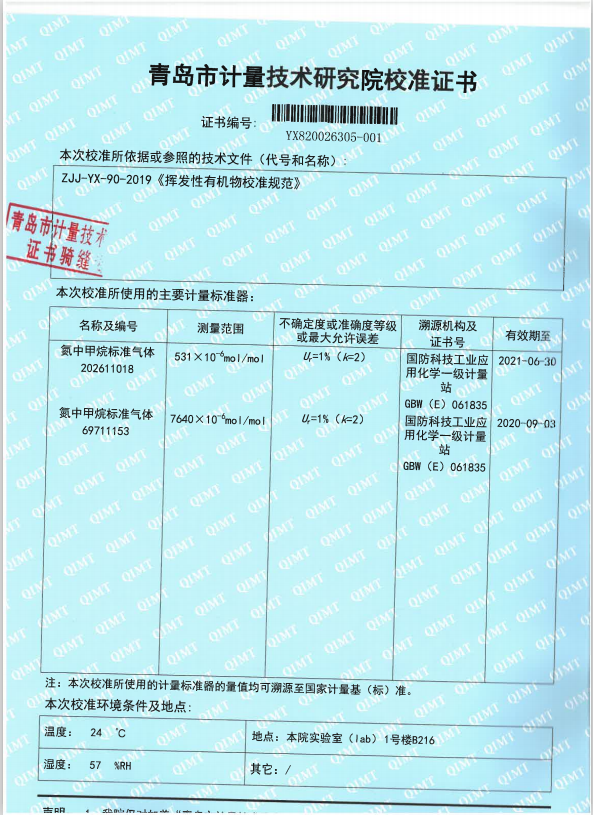 青岛市计量技术研究院校准证书
证书编号:
YX820026305-001
本次校准所依据或参照的技术文件（代号和名称）:
ZJJ-YX-90-2019《挥发性有机物校准规范》
青岛市计量技术
证书骑缝
本次校准所使用的主要计量标准器:
名称及编号 测量范围 不确定度或准确度等级或最大允许误差 溯源机构及证书号 有效期至
氮中甲烷标准气体 531×10⁻⁶mol/mol Uᵣ=1%（k=2） 国防科技工业应 2021-06-30
202611018 用化学一级计量
站
GBW（E）061835
氮中甲烷标准气体 7640×10⁻⁶mol/mol Uᵣ=1%（k=2） 国防科技工业应 2020-09-03
69711153 用化学一级计量
站
GBW（E）061835
注: 本次校准所使用的计量标准器的量值均可溯源至国家计量基（标）准。
本次校准环境条件及地点:
温度: 24 ℃ 地点: 本院实验室（lab）1号楼B216
湿度: 57 %RH 其它: /